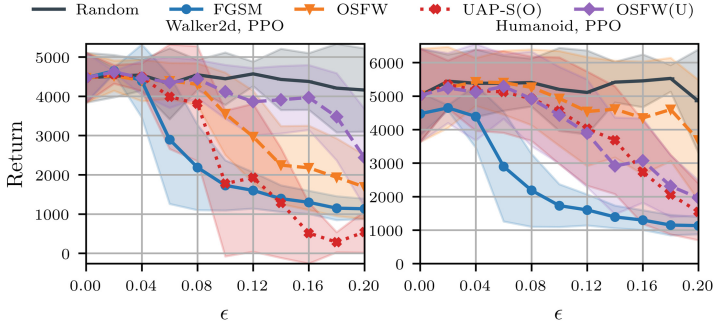 Random FGSM OSFW UAP-S(O) OSFW(U)
Walker2d, PPO Humanoid, PPO
Return
5000
4000
3000
2000
1000
0
0.00 0.04 0.08 0.12 0.16 0.20
ϵ
6000
5000
4000
3000
2000
1000
0
0.00 0.04 0.08 0.12 0.16 0.20
ϵ